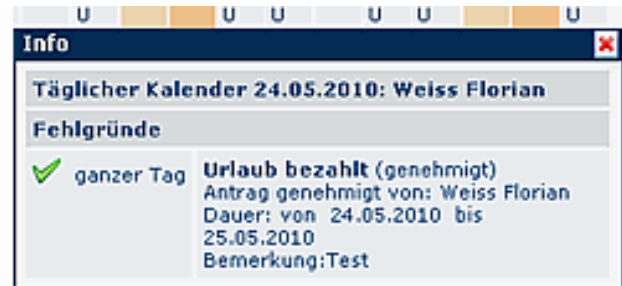 U U U U U U
Info
Täglicher Kalender 24.05.2010: Weiss Florian
Fehlgründe
ganzer Tag
Urlaub bezahlt (genehmigt)
Antrag genehmigt von: Weiss Florian
Dauer: von 24.05.2010 bis
25.05.2010
Bemerkung:Test